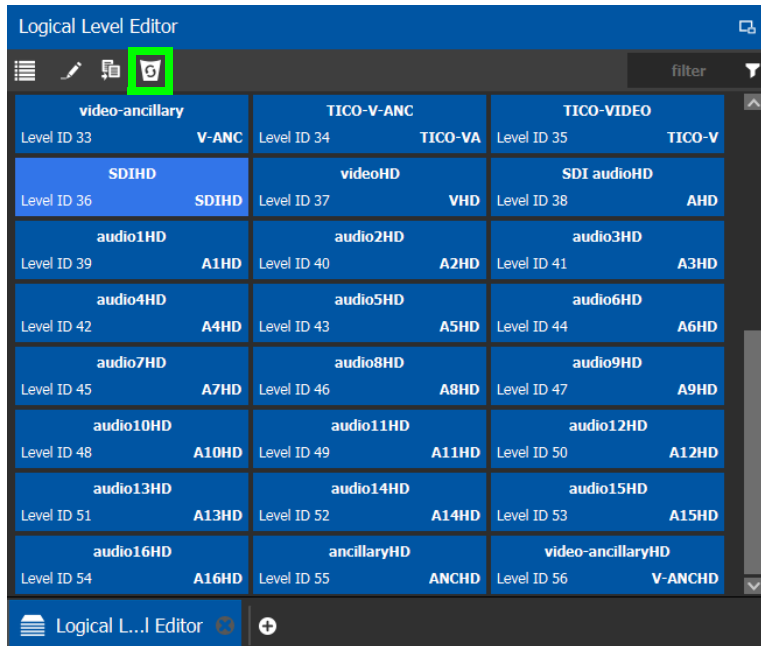 Logical Level Editor
filter
video-ancillary TICO-V-ANC TICO-VIDEO
Level ID 33 V-ANC Level ID 34 TICO-VA Level ID 35 TICO-V
SDIHD videoHD SDI audioHD
Level ID 36 SDIHD Level ID 37 VHD Level ID 38 AHD
audio1HD audio2HD audio3HD
Level ID 39 A1HD Level ID 40 A2HD Level ID 41 A3HD
audio4HD audio5HD audio6HD
Level ID 42 A4HD Level ID 43 A5HD Level ID 44 A6HD
audio7HD audio8HD audio9HD
Level ID 45 A7HD Level ID 46 A8HD Level ID 47 A9HD
audio10HD audio11HD audio12HD
Level ID 48 A10HD Level ID 49 A11HD Level ID 50 A12HD
audio13HD audio14HD audio15HD
Level ID 51 A13HD Level ID 52 A14HD Level ID 53 A15HD
audio16HD ancillaryHD video-ancillaryHD
Level ID 54 A16HD Level ID 55 ANCHD Level ID 56 V-ANCHD
Logical L...l Editor